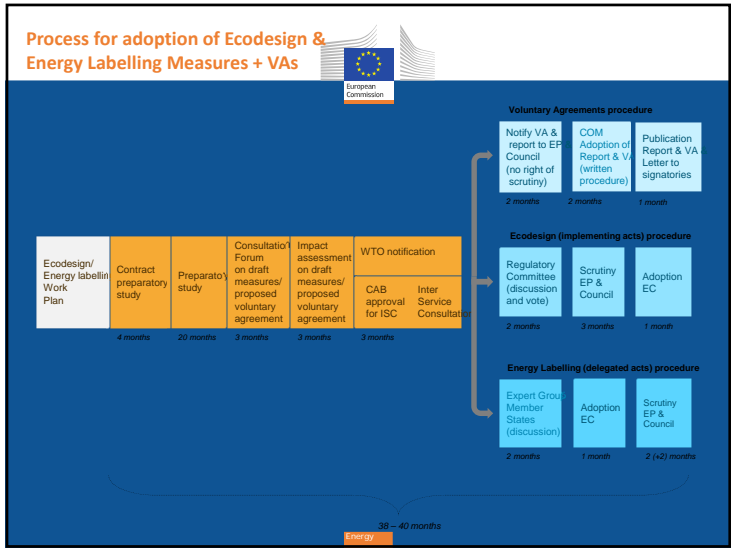 Process for adoption of Ecodesign &
Energy Labelling Measures + VAs
European
Commission
Voluntary Agreements procedure
Notify VA &
report to EP
Council
(no right of
scrutiny)
2 months
COM
Adoption of
Report & VA
(written
procedure)
2 months
Publication
Report & VA
Letter to
signatories
1 month
Ecodesign/
Energy labellin
Work
Plan
Contract
preparatory
study
4 months
Preparatoy
study
20 months
Consultatio
Forum
on draft
measures/
proposed
voluntary
agreement
3 months
Impact
assessment
on draft
measures/
proposed
voluntary
agreement
3 months
WTO notification
CAB
approval
for ISC
Inter
Service
Consultation
3 months
Ecodesign (implementing acts) procedure
Regulatory
Committee
(discussion
and vote)
2 months
Scrutiny
EP &
Council
3 months
Adoption
EC
1 month
Energy Labelling (delegated acts) procedure
Expert Group
Member
States
(discussion)
2 months
Adoption
EC
1 month
Scrutiny
EP &
Council
2 (+2) months
38 – 40 months
Energy